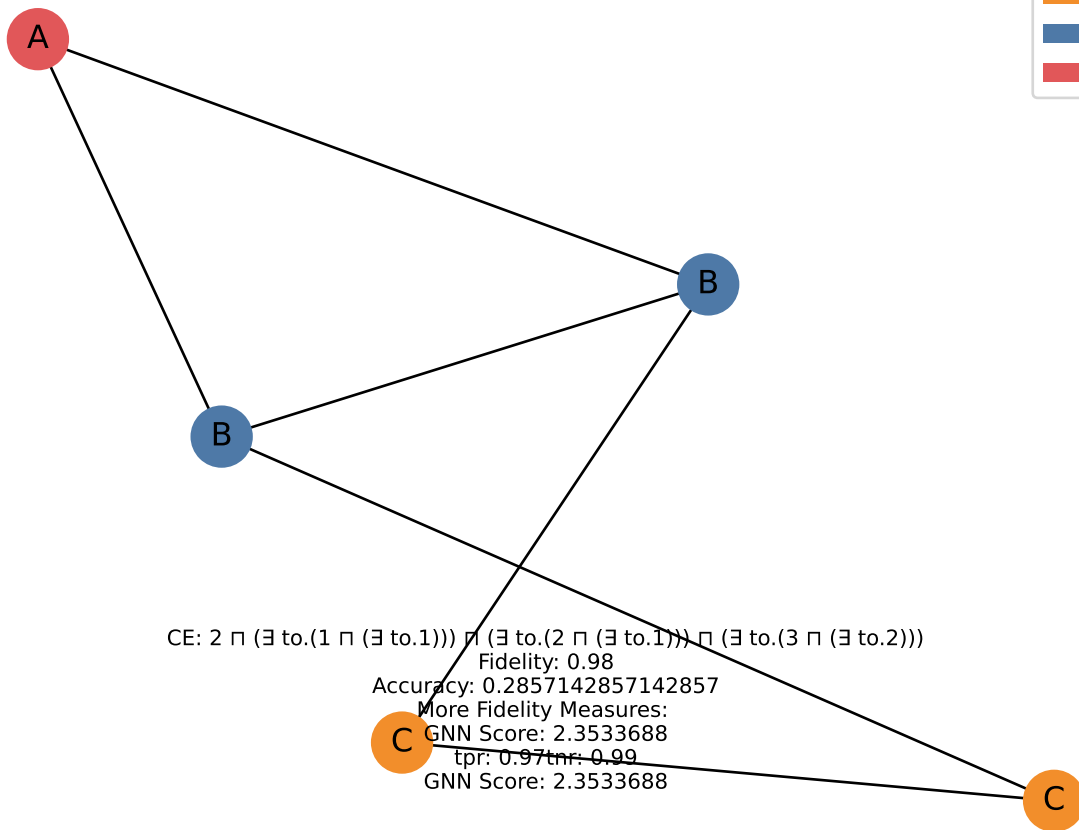 A
B
B
CE: 2 ⊓ (∃ to.(1 ⊓ (∃ to.1))) ⊓ (∃ to.(2 ⊓ (∃ to.1))) ⊓ (∃ to.(3 ⊓ (∃ to.2)))
Fidelity: 0.98
Accuracy: 0.2857142857142857
More Fidelity Measures:
GNN Score: 2.3533688
C
tpr: 0.97tnr: 0.99
GNN Score: 2.3533688
C